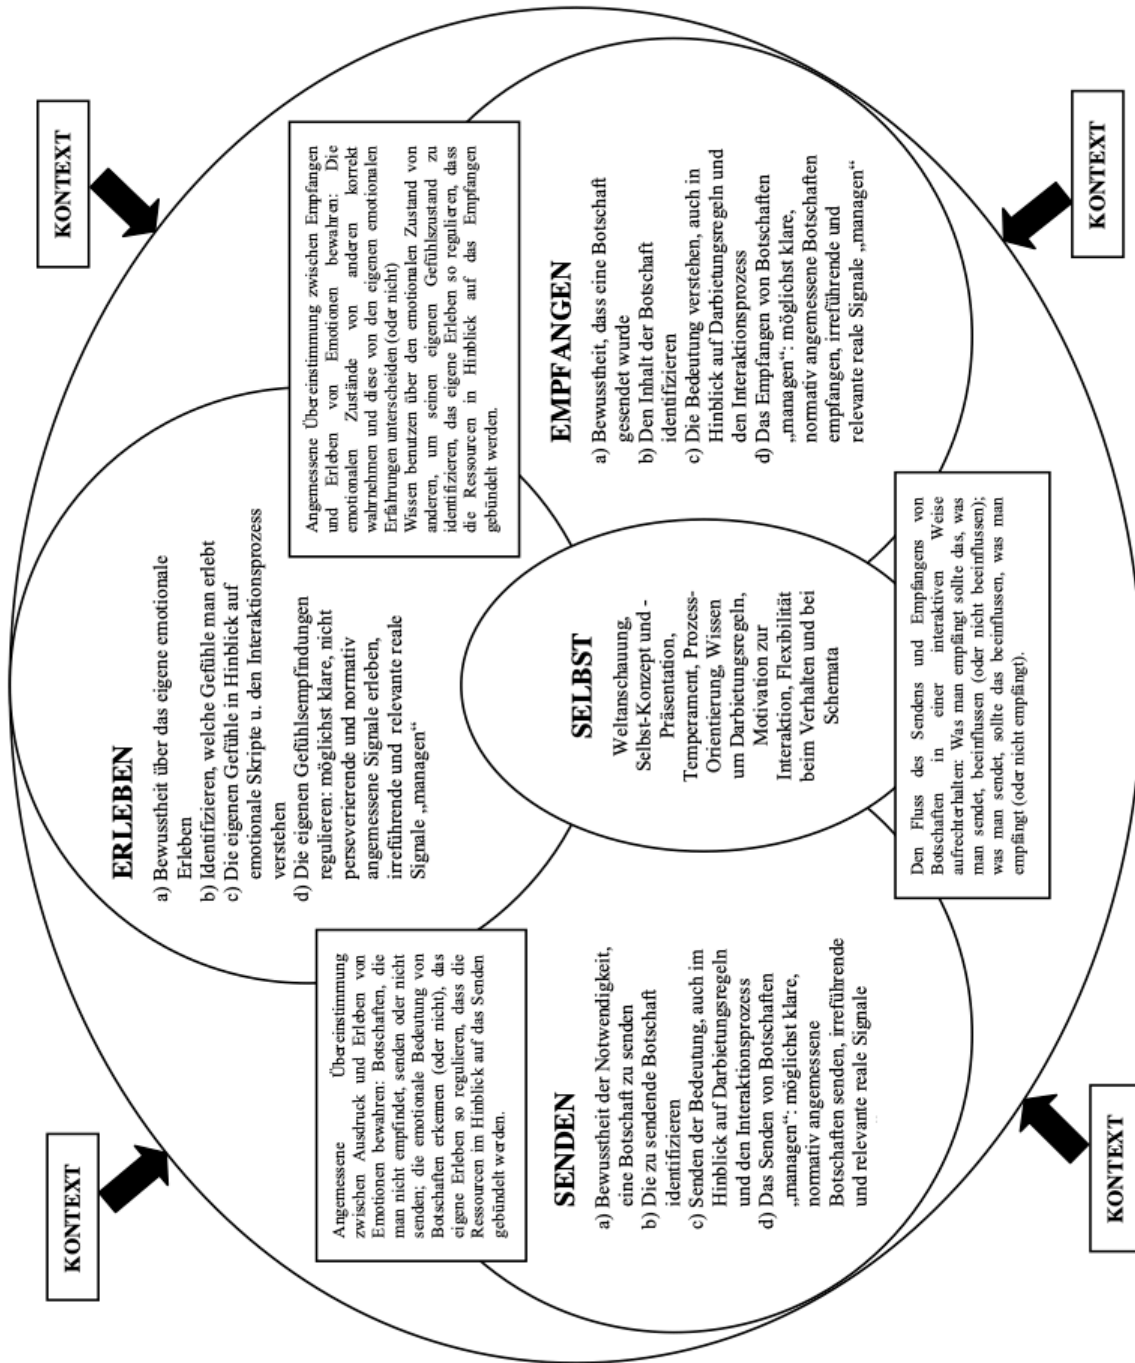 KONTEXT
KONTEXT
ERLEBEN
a) Bewusstheit über das eigene emotionale
Erleben
b) Identifizieren, welche Gefühle man erlebt
c) Die eigenen Gefühle in Hinblick auf
emotionale Skripte u. den Interaktionsprozess
verstehen
d) Die eigenen Gefühlsempfindungen
regulieren: möglichst klare, nicht
perseverierende und normativ
angemessene Signale erleben,
irreführende und relevante reale
Signale „managen“
Angemessene Übereinstimmung
zwischen Ausdruck und Erleben von
Emotionen bewahren: Botschaften, die
man nicht empfindet, senden oder nicht
senden; die emotionale Bedeutung von
Botschaften erkennen (oder nicht), das
eigene Erleben so regulieren, dass die
Ressourcen im Hinblick auf das Senden
gebündelt werden.
Angemessene Übereinstimmung zwischen Empfangen
und Erleben von Emotionen bewahren: Die
emotionalen Zustände von anderen korrekt
wahrnehmen und diese von den eigenen emotionalen
Erfahrungen unterscheiden (oder nicht)
Wissen benutzen über den emotionalen Zustand von
anderen, um seinen eigenen Gefühlszustand zu
identifizieren, das eigene Erleben so regulieren, dass
die Ressourcen in Hinblick auf das Empfangen
gebündelt werden.
SENDEN
a) Bewusstheit der Notwendigkeit,
eine Botschaft zu senden
b) Die zu sendende Botschaft
identifizieren
c) Senden der Bedeutung, auch im
Hinblick auf Darbietungsregeln
und den Interaktionsprozess
d) Das Senden von Botschaften
„managen“: möglichst klare,
normativ angemessene
Botschaften senden, irreführende
und relevante reale Signale
SELBST
Weltanschauung,
Selbst-Konzept und -
Präsentation,
Temperament, Prozess-
Orientierung, Wissen
um Darbietungsregeln,
Motivation zur
Interaktion, Flexibilität
beim Verhalten und bei
Schemata
EMPFANGEN
a) Bewusstheit, dass eine Botschaft
gesendet wurde
b) Den Inhalt der Botschaft
identifizieren
c) Die Bedeutung verstehen, auch in
Hinblick auf Darbietungsregeln und
den Interaktionsprozess
d) Das Empfangen von Botschaften
„managen“: möglichst klare,
normativ angemessene Botschaften
empfangen, irreführende und
relevante reale Signale „managen“
Den Fluss des Sendens und Empfangens von
Botschaften in einer interaktiven Weise
aufrechterhalten: Was man empfängt sollte das, was
man sendet, beeinflussen (oder nicht beeinflussen);
was man sendet, sollte das beeinflussen, was man
empfängt (oder nicht empfängt).
KONTEXT
KONTEXT